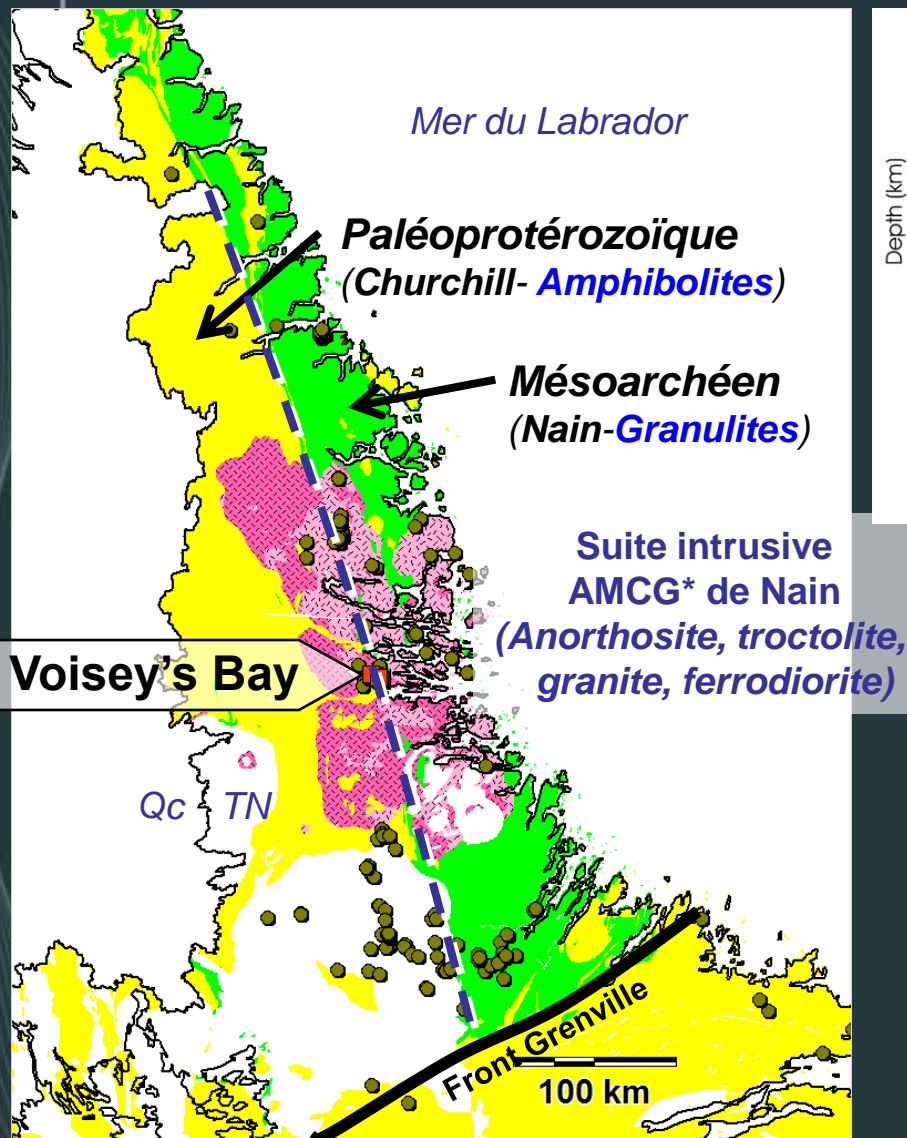 Mer du Labrador
Depth (km)
Paléoprotérozoïque
(Churchill- Amphibolites)
Mésoarchéen
(Nain-Granulites)
Suite intrusive
AMCG* de Nain
(Anorthosite, troctolite,
granite, ferrodiorite)
Voisey's Bay
Qc TN
Front Grenville
100 km